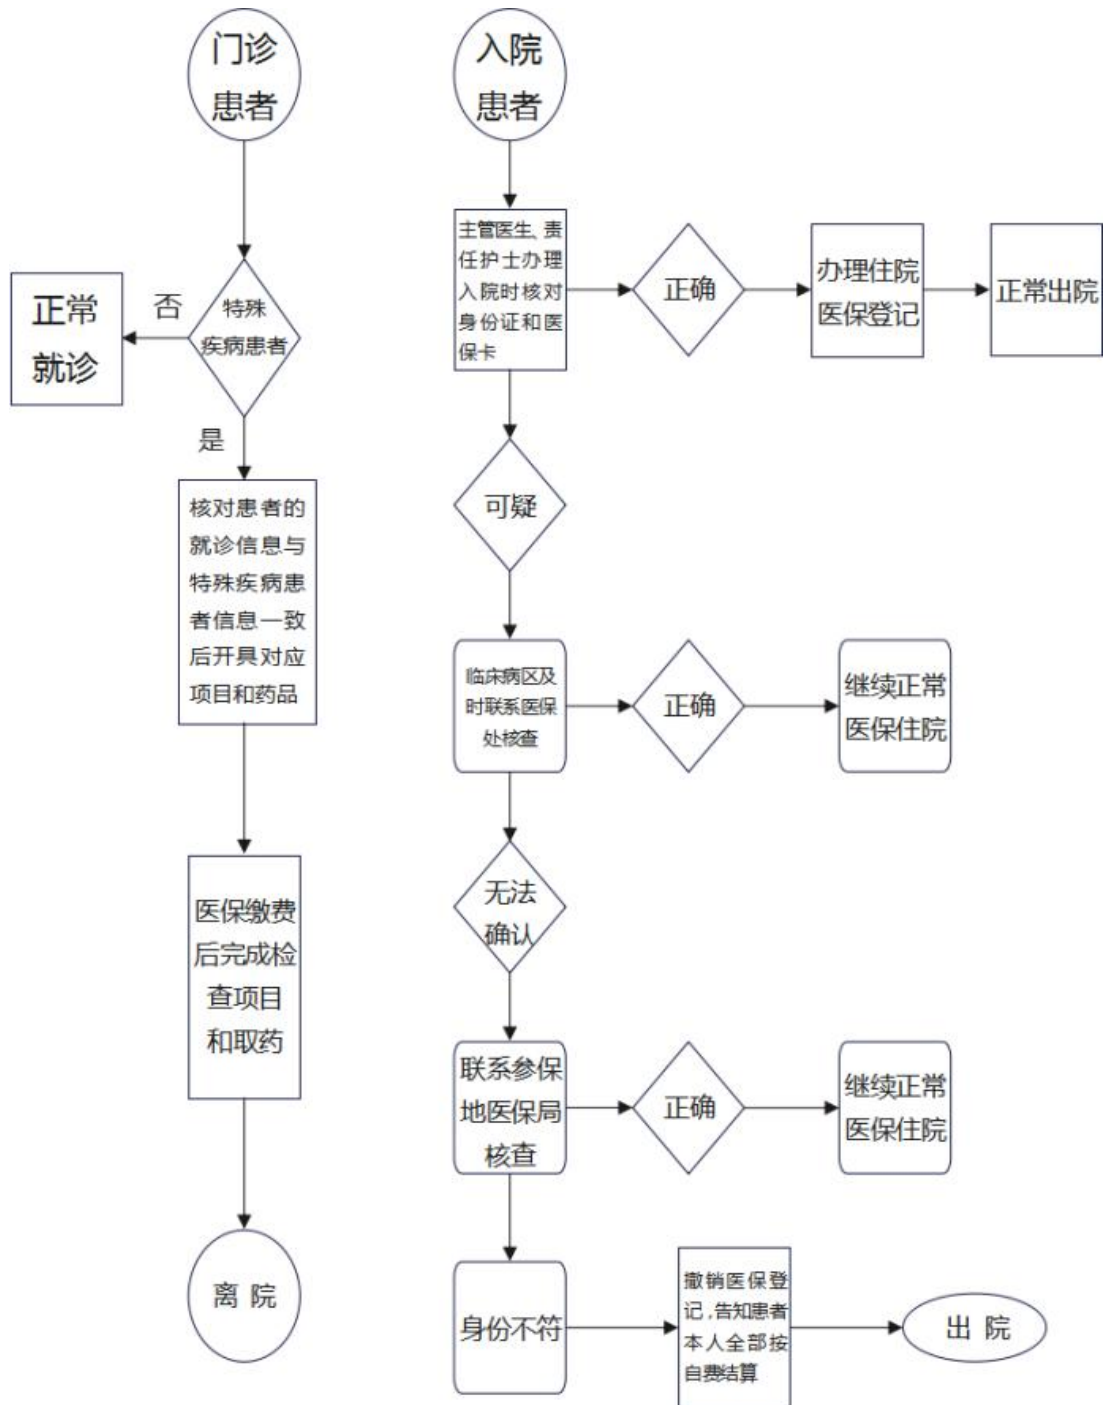 门诊
患者
否
特殊
疾病患者
正常
就诊
是
核对患者的
就诊信息与
特殊疾病患
者信息一致
后开具对应
项目和药品
医保缴费
后完成检
查项目
和取药
离 院
入院
患者
主管医生、责
任护士办理
入院时核对
身份证和医
保卡
正确
办理住院
医保登记
正常出院
可疑
临床病区及
时联系医保
处核查
正确
继续正常
医保住院
无法
确认
联系参保
地医保局
核查
正确
继续正常
医保住院
身份不符
撤销医保登
记,告知患者
本人全部按
自费结算
出 院